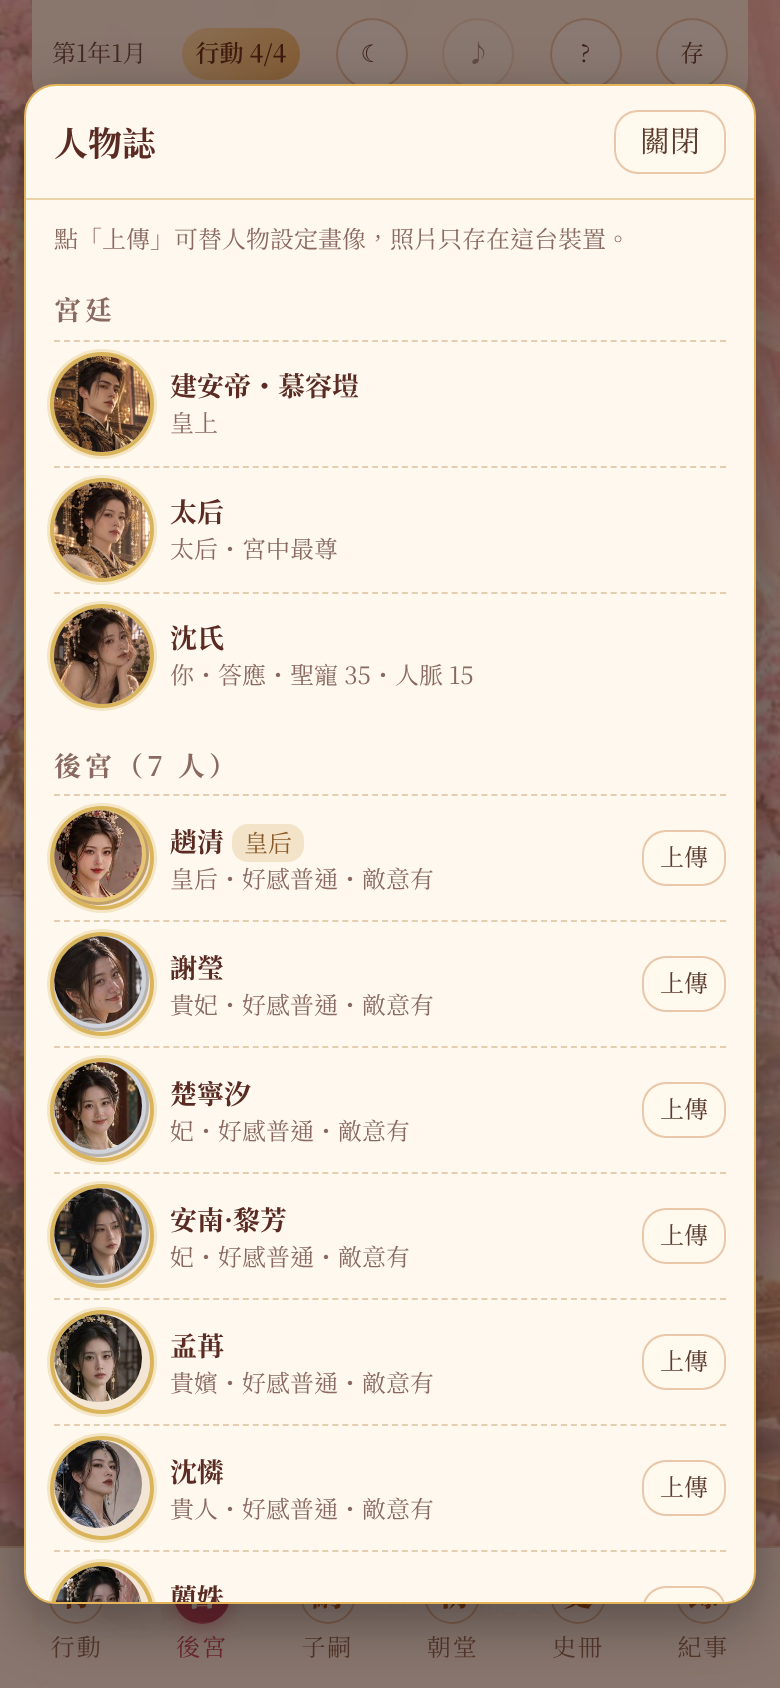 第1年1月
行動 4/4
☾
♪
?
存
人物誌
關閉
點「上傳」可替人物設定畫像，照片只存在這台裝置。
宮廷
建安帝・慕容塏
皇上
太后
太后・宮中最尊
沈氏
你・答應・聖寵 35・人脈 15
後宮（7 人）
趙清 皇后
皇后・好感普通・敵意有
上傳
謝瑩
貴妃・好感普通・敵意有
上傳
楚寧汐
妃・好感普通・敵意有
上傳
安南·黎芳
妃・好感普通・敵意有
上傳
孟苒
貴嬪・好感普通・敵意有
上傳
沈憐
貴人・好感普通・敵意有
上傳
行動
後宮
子嗣
朝堂
史冊
紀事